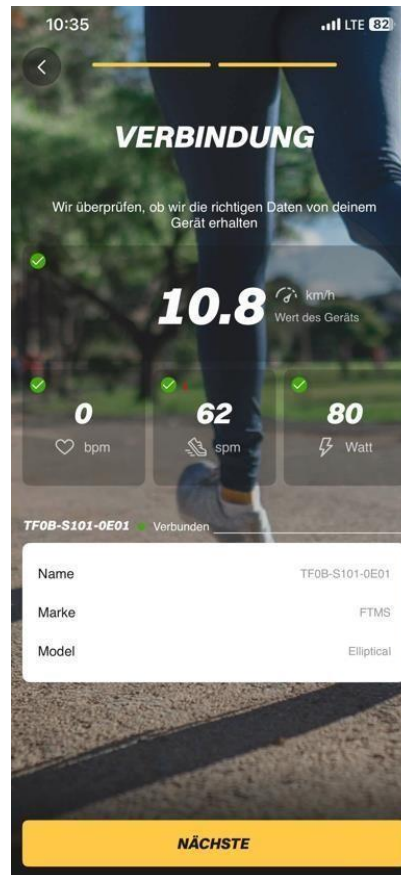 10:35
LTE 82
VERBINDUNG
Wir überprüfen, ob wir die richtigen Daten von deinem
Gerät erhalten
10.8 km/h
Wert des Geräts
0 62 80
bpm spm Watt
TF0B-S101-0E01 Verbunden
Name TF0B-S101-0E01
Marke FTMS
Model Elliptical
NÄCHSTE